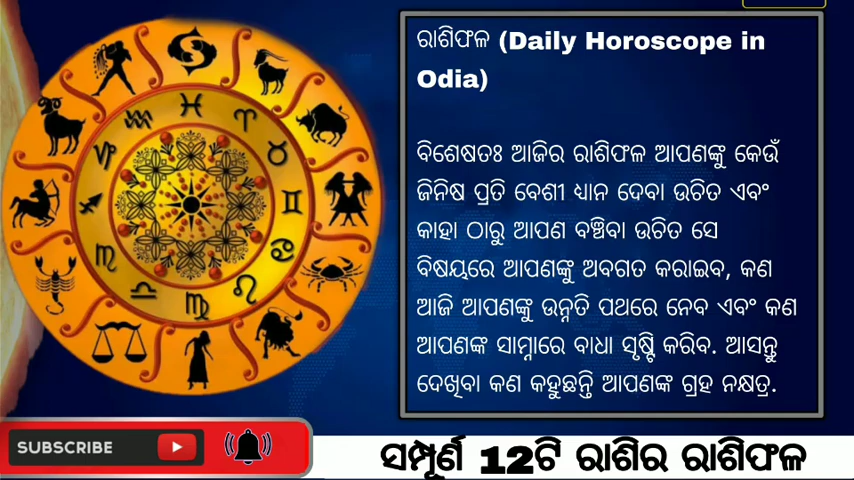 ରାଶିଫଳ (Daily Horoscope in
Odia)
ବିଶେଷତଃ ଆଜିର ରାଶିଫଳ ଆପଣଙ୍କୁ କେଉଁ
ଜିନିଷ ପ୍ରତି ବେଶୀ ଧ୍ୟାନ ଦେବା ଉଚିତ ଏବଂ
କାହା ଠାରୁ ଆପଣ ବଞ୍ଚିବା ଉଚିତ ସେ
ବିଷୟରେ ଆପଣଙ୍କୁ ଅବଗତ କରାଇବ, କଣ
ଆଜି ଆପଣଙ୍କୁ ଉନ୍ନତି ପଥରେ ନେବ ଏବଂ କଣ
ଆପଣଙ୍କ ସାମ୍ନାରେ ବାଧା ସୃଷ୍ଟି କରିବ. ଆସନ୍ତୁ
ଦେଖିବା କଣ କହୁଛନ୍ତି ଆପଣଙ୍କ ଗ୍ରହ ନକ୍ଷତ୍ର.
SUBSCRIBE
ସମ୍ପୂର୍ଣ 12ଟି ରାଶିର ରାଶିଫଳ